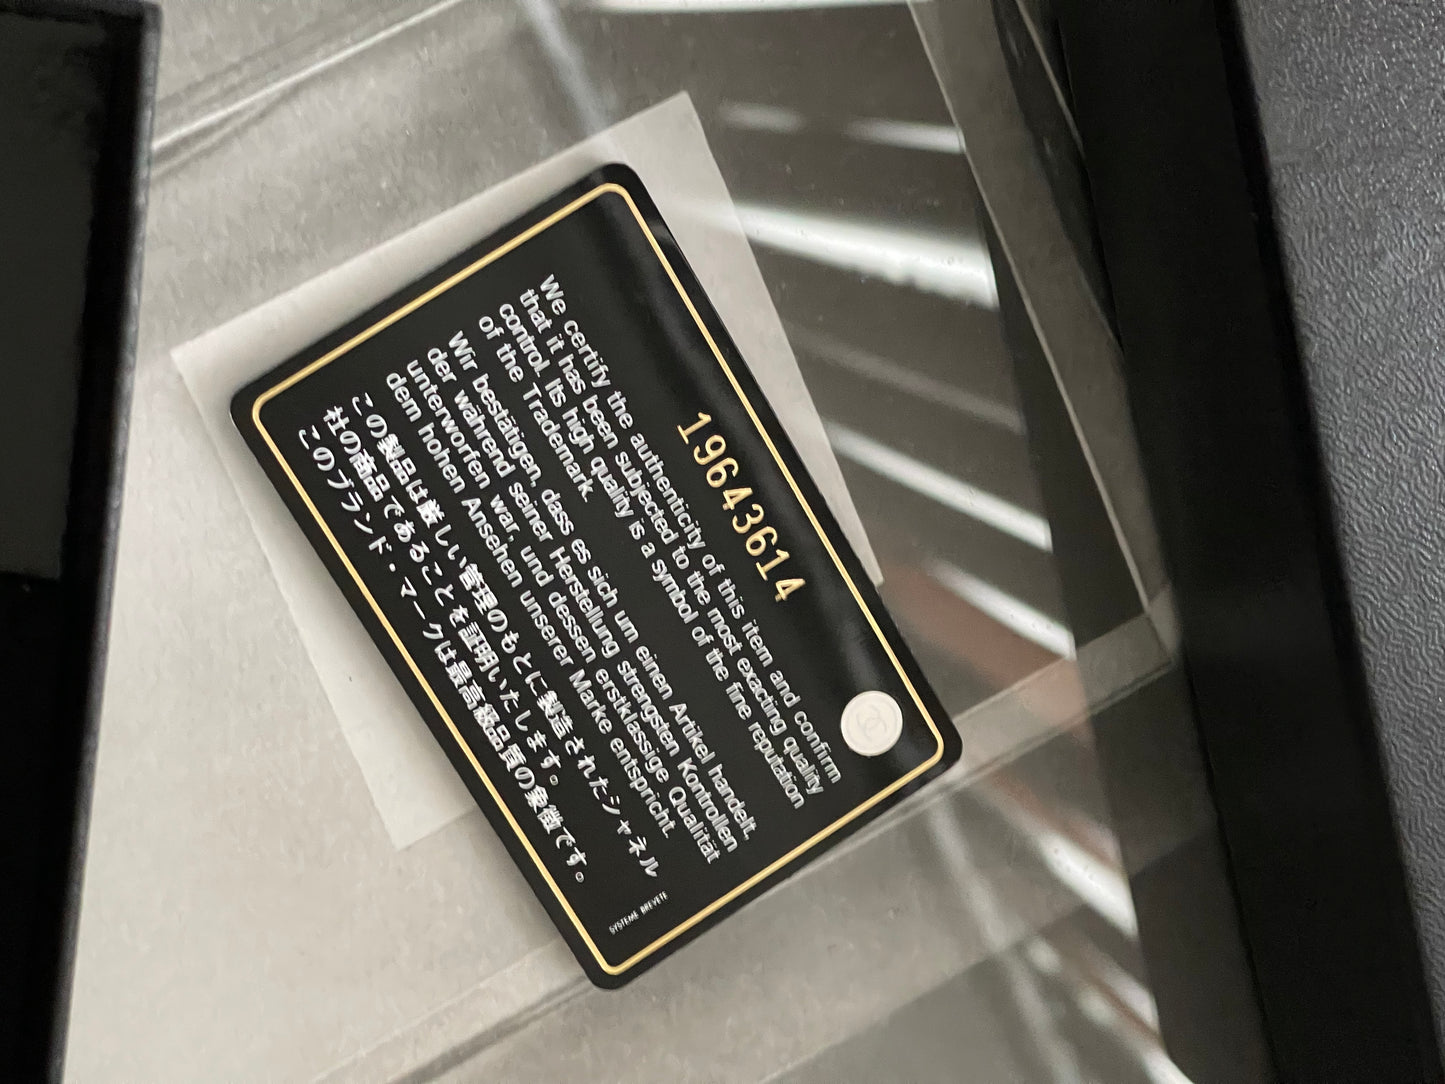 19643614
We certify the authenticity of this item and confirm
that it has been subjected to the most exacting quality
control. Its high quality is a symbol of the fine reputation
of the Trademark.
Wir bestätigen, dass es sich um einen Artikel handelt,
der während seiner Herstellung strengsten Kontrollen
unterworfen war, und dessen erstklassige Qualität
dem hohen Ansehen unserer Marke entspricht.
この製品は厳しい管理のもとに製造されたシャネル
社の商品であることを証明いたします。
このブランド・マークは最高級品質の象徴です。
SYSTEME BREVETE